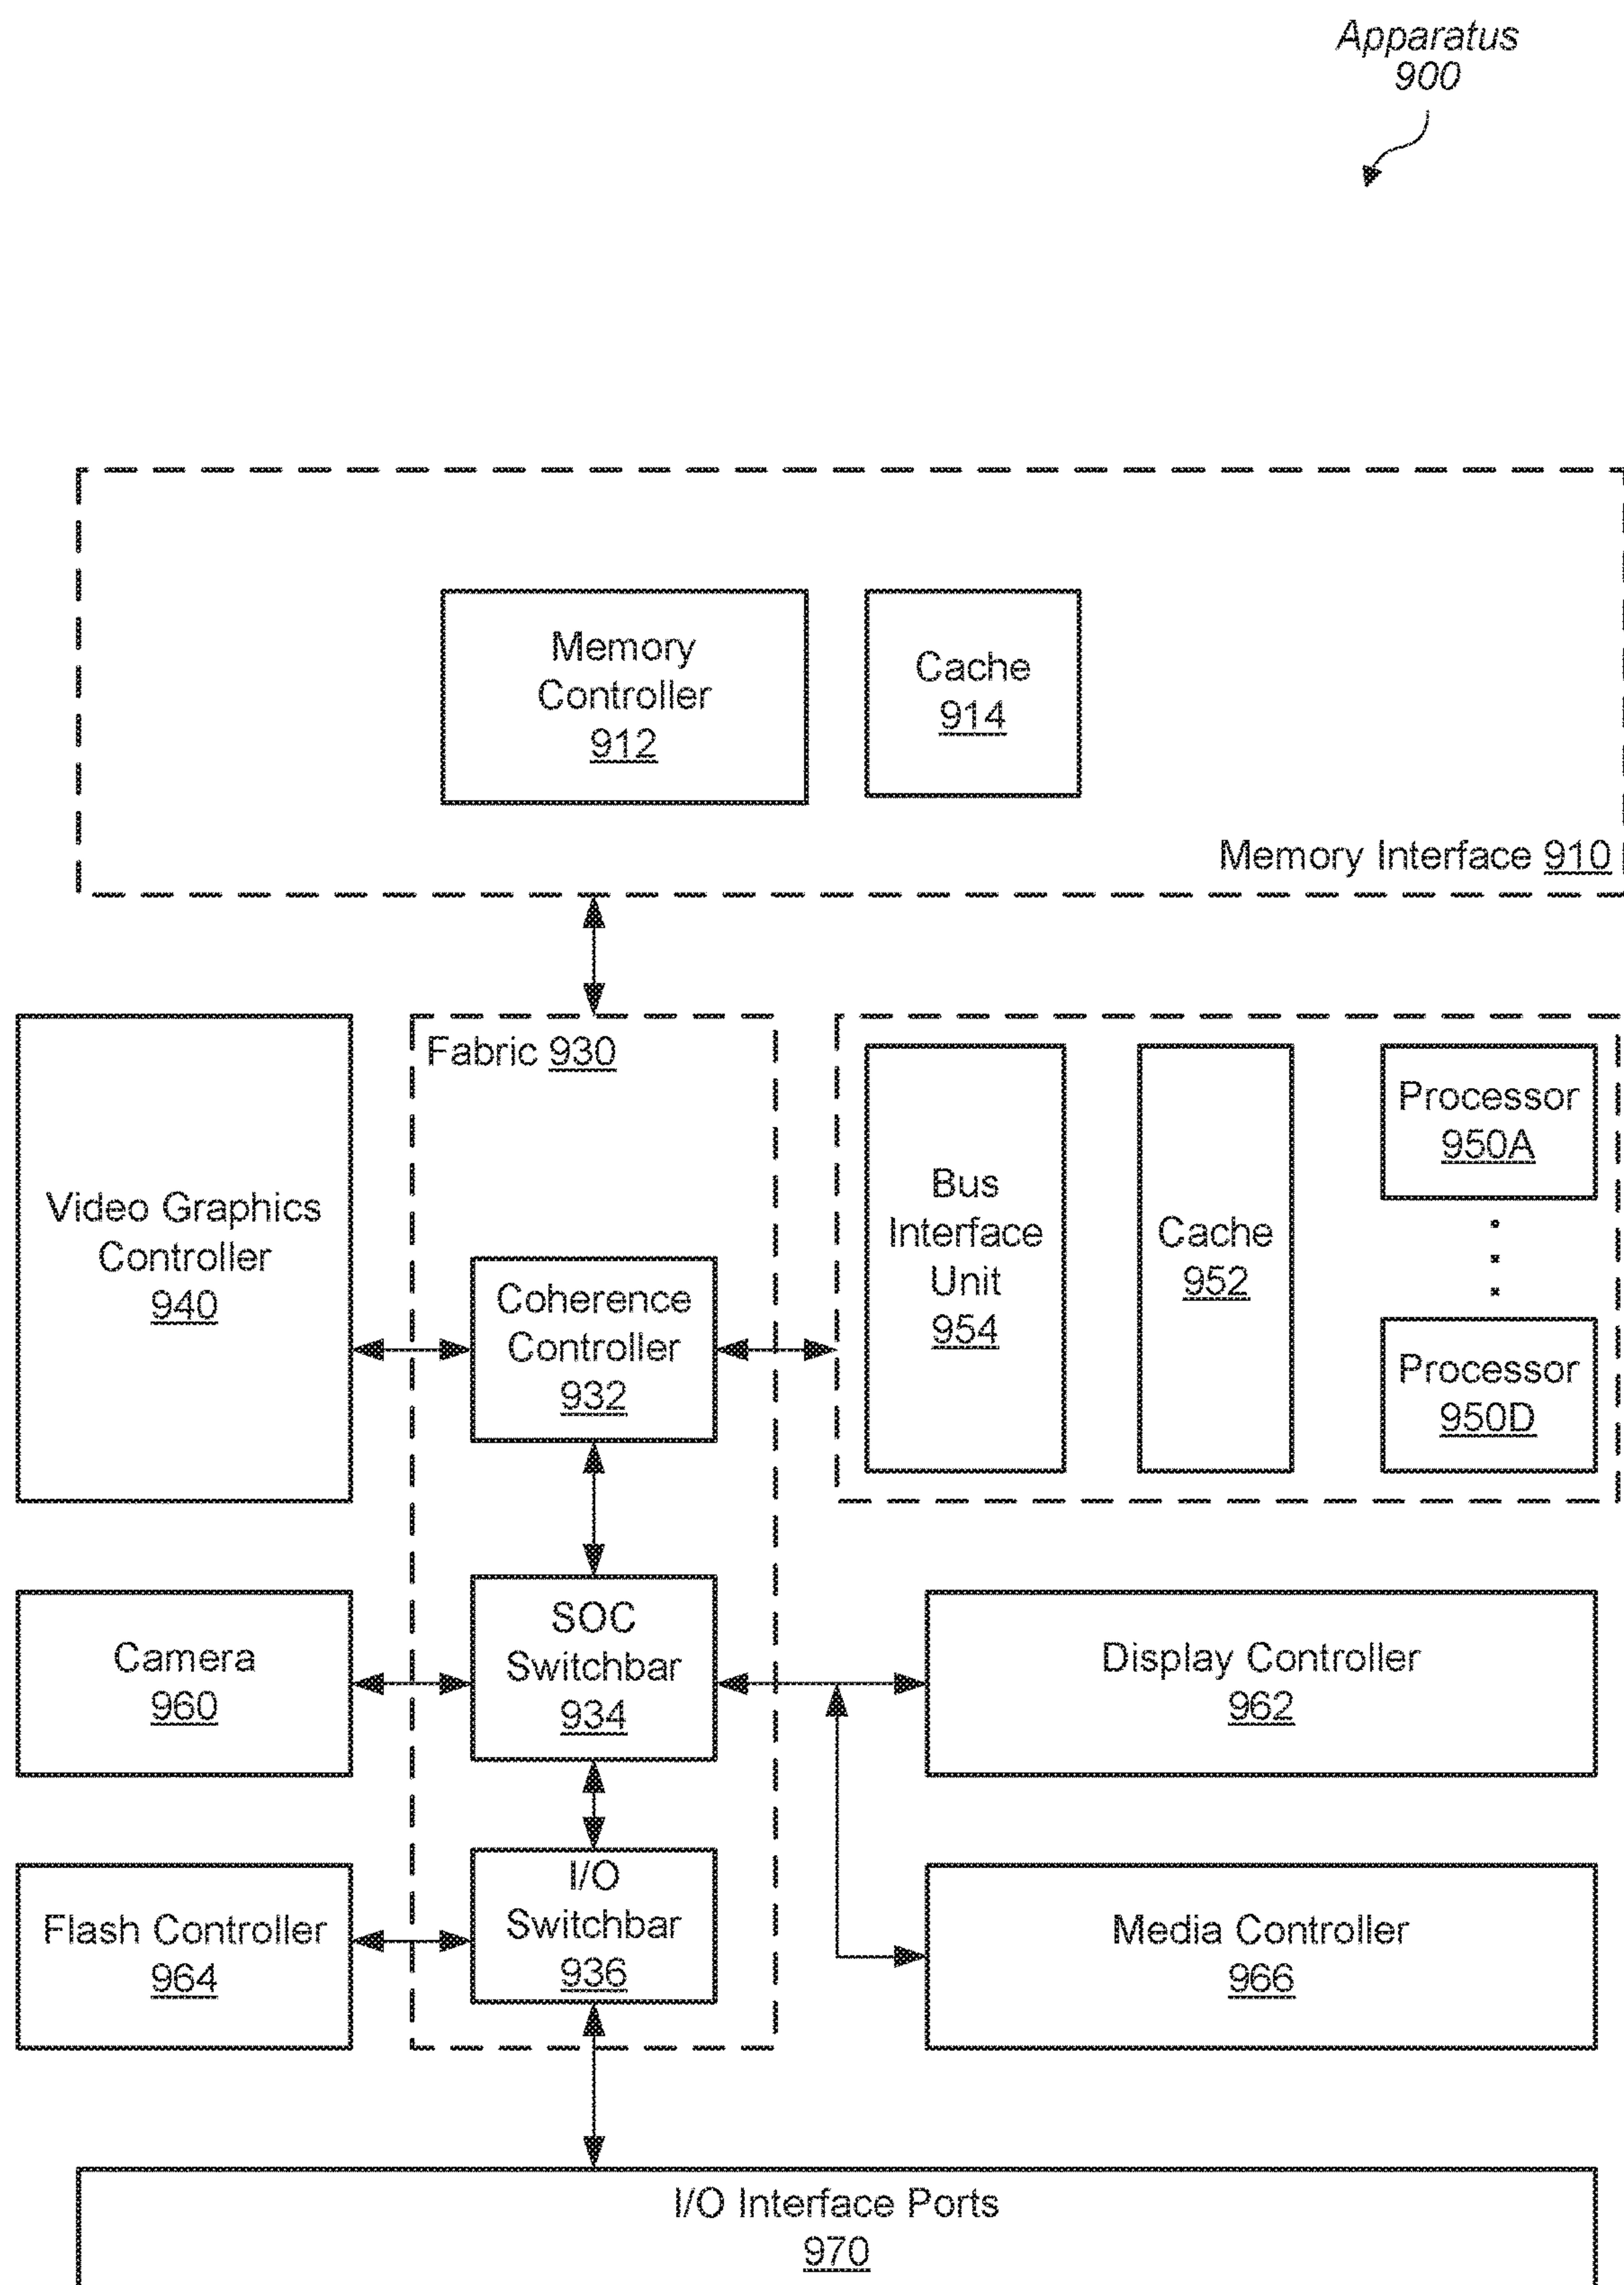 Apparatus
900
Memory
Controller
912
Cache
914
Memory Interface 910
Video Graphics
Controller
940
Fabric 930
Coherence
Controller
932
Bus
Interface
Unit
954
Cache
952
Processor
950A
Processor
950D
Camera
960
SOC
Switchbar
934
Display Controller
962
Flash Controller
964
I/O
Switchbar
936
Media Controller
966
I/O Interface Ports
970